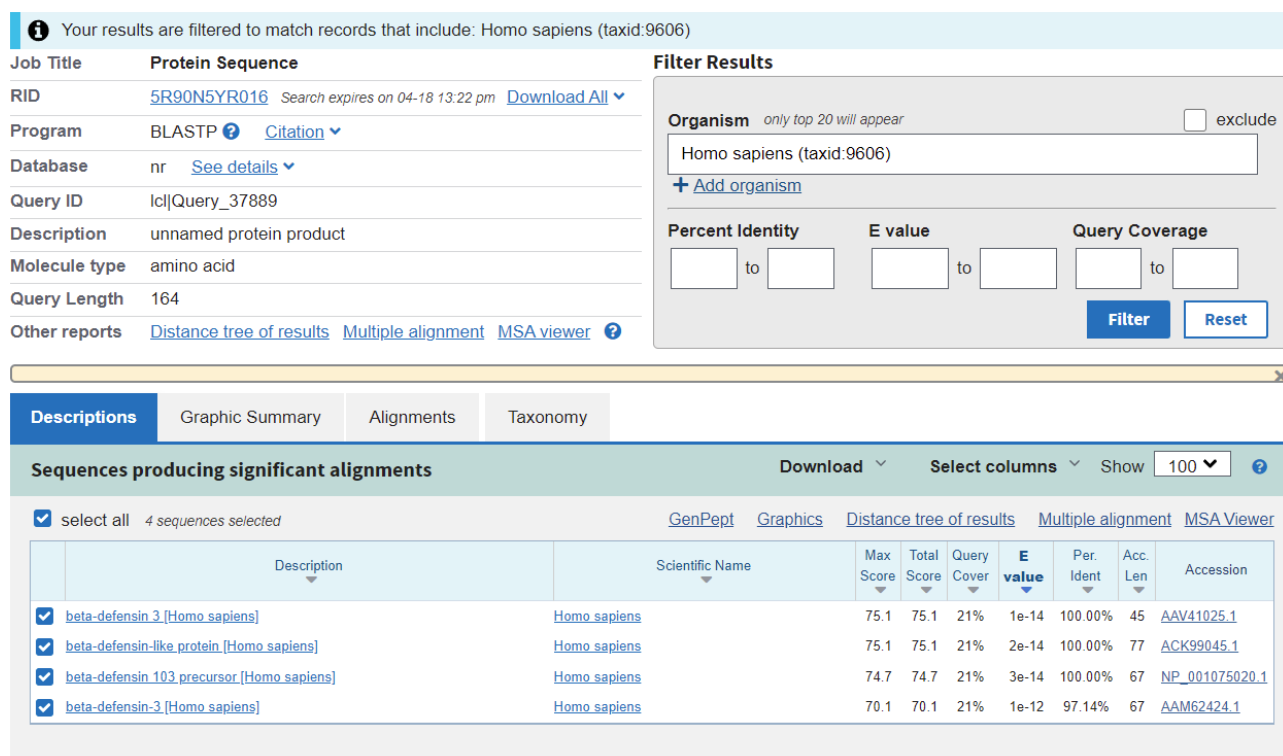 Your results are filtered to match records that include: Homo sapiens (taxid:9606)
Job Title Protein Sequence
RID 5R90N5YR016 Search expires on 04-18 13:22 pm Download All
Program BLASTP Citation
Database nr See details
Query ID lcl|Query_37889
Description unnamed protein product
Molecule type amino acid
Query Length 164
Other reports Distance tree of results Multiple alignment MSA viewer
Filter Results
Organism only top 20 will appear exclude
Homo sapiens (taxid:9606)
+ Add organism
Percent Identity E value Query Coverage
to to to
Filter Reset
Descriptions Graphic Summary Alignments Taxonomy
Sequences producing significant alignments Download Select columns Show 100
select all 4 sequences selected GenPept Graphics Distance tree of results Multiple alignment MSA Viewer
Description Scientific Name Max Score Total Score Query Cover E value Per. Ident Acc. Len Accession
beta-defensin 3 [Homo sapiens] Homo sapiens 75.1 75.1 21% 1e-14 100.00% 45 AAV41025.1
beta-defensin-like protein [Homo sapiens] Homo sapiens 75.1 75.1 21% 2e-14 100.00% 77 ACK99045.1
beta-defensin 103 precursor [Homo sapiens] Homo sapiens 74.7 74.7 21% 3e-14 100.00% 67 NP_001075020.1
beta-defensin-3 [Homo sapiens] Homo sapiens 70.1 70.1 21% 1e-12 97.14% 67 AAM62424.1